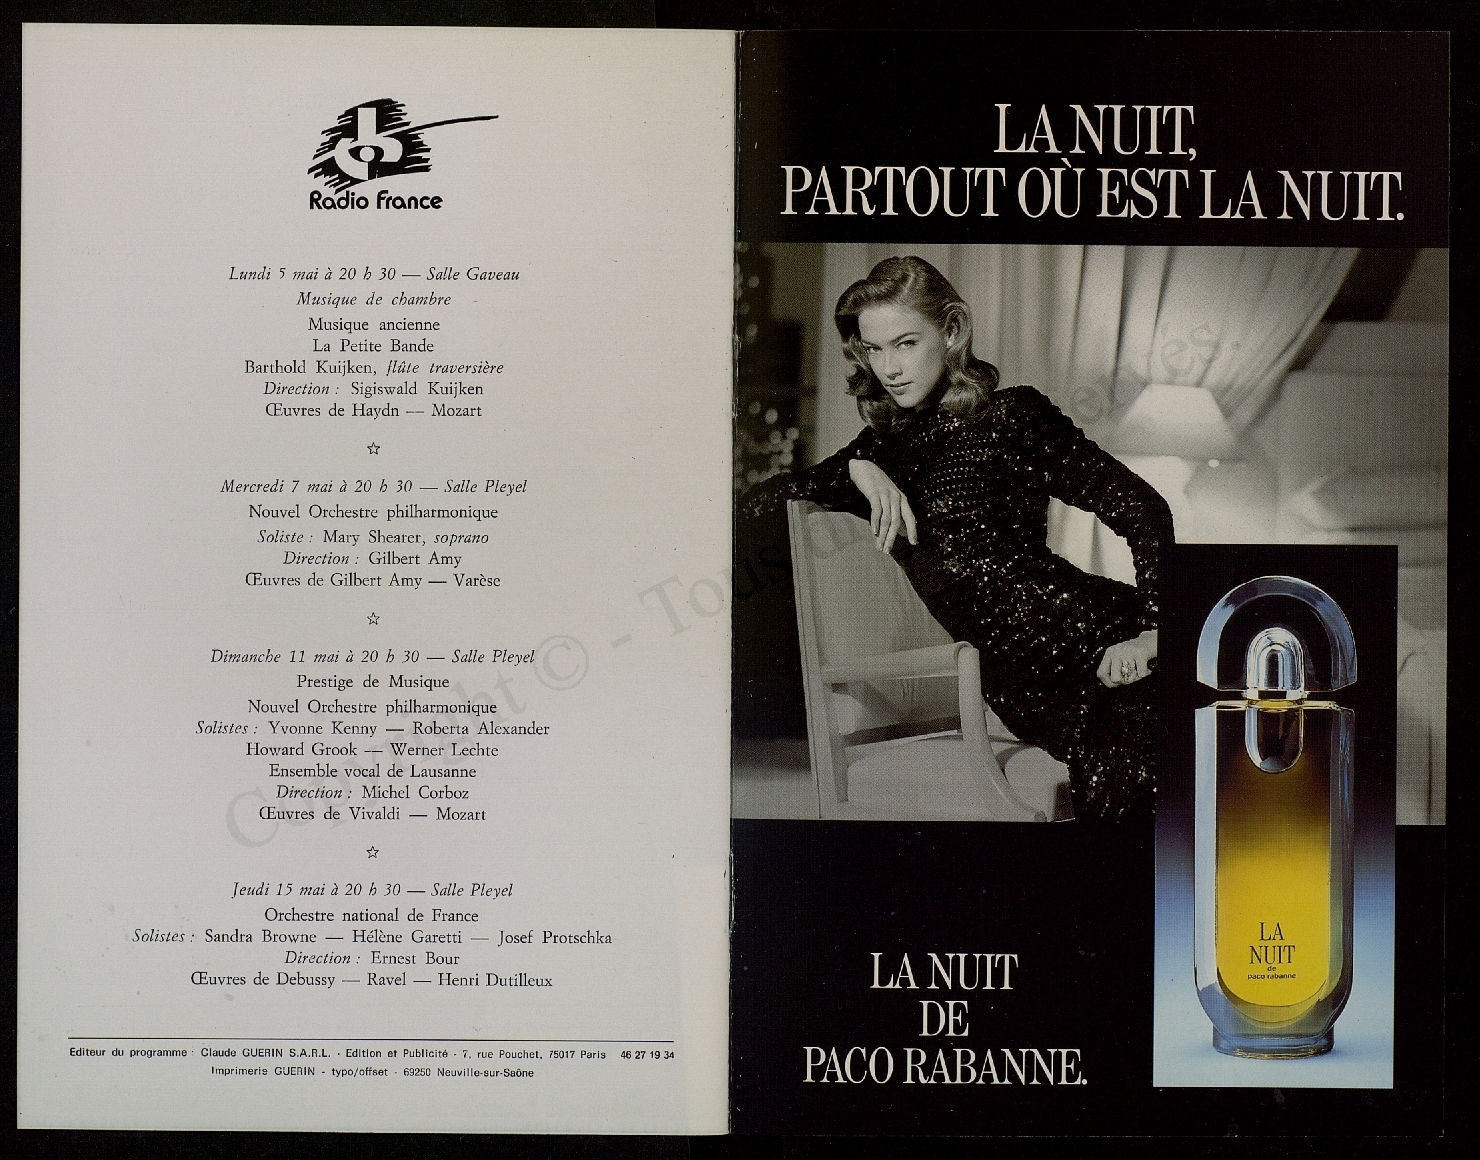 Radio France
Lundi 5 mai à 20 h 30 — Salle Gaveau
Musique de chambre
Musique ancienne
La Petite Bande
Barthold Kuijken, flûte traversière
Direction : Sigiswald Kuijken
Œuvres de Haydn — Mozart
☆
Mercredi 7 mai à 20 h 30 — Salle Pleyel
Nouvel Orchestre philharmonique
Soliste : Mary Shearer, soprano
Direction : Gilbert Amy
Œuvres de Gilbert Amy — Varèse
☆
Dimanche 11 mai à 20 h 30 — Salle Pleyel
Prestige de Musique
Nouvel Orchestre philharmonique
Solistes : Yvonne Kenny — Roberta Alexander
Howard Grook — Werner Lechte
Ensemble vocal de Lausanne
Direction : Michel Corboz
Œuvres de Vivaldi — Mozart
☆
Jeudi 15 mai à 20 h 30 — Salle Pleyel
Orchestre national de France
Solistes : Sandra Browne — Hélène Garetti — Josef Protschka
Direction : Ernest Bour
Œuvres de Debussy — Ravel — Henri Dutilleux
Editeur du programme : Claude GUERIN S.A.R.L. - Edition et Publicité - 7, rue Pouchet, 75017 Paris 46 27 19 34
Imprimerie GUERIN - typo/offset - 69250 Neuville-sur-Saône
Copyright © -
LA NUIT,
PARTOUT OÙ EST LA NUIT.
LA
NUIT
de
paco rabanne
LA NUIT
DE
PACO RABANNE.